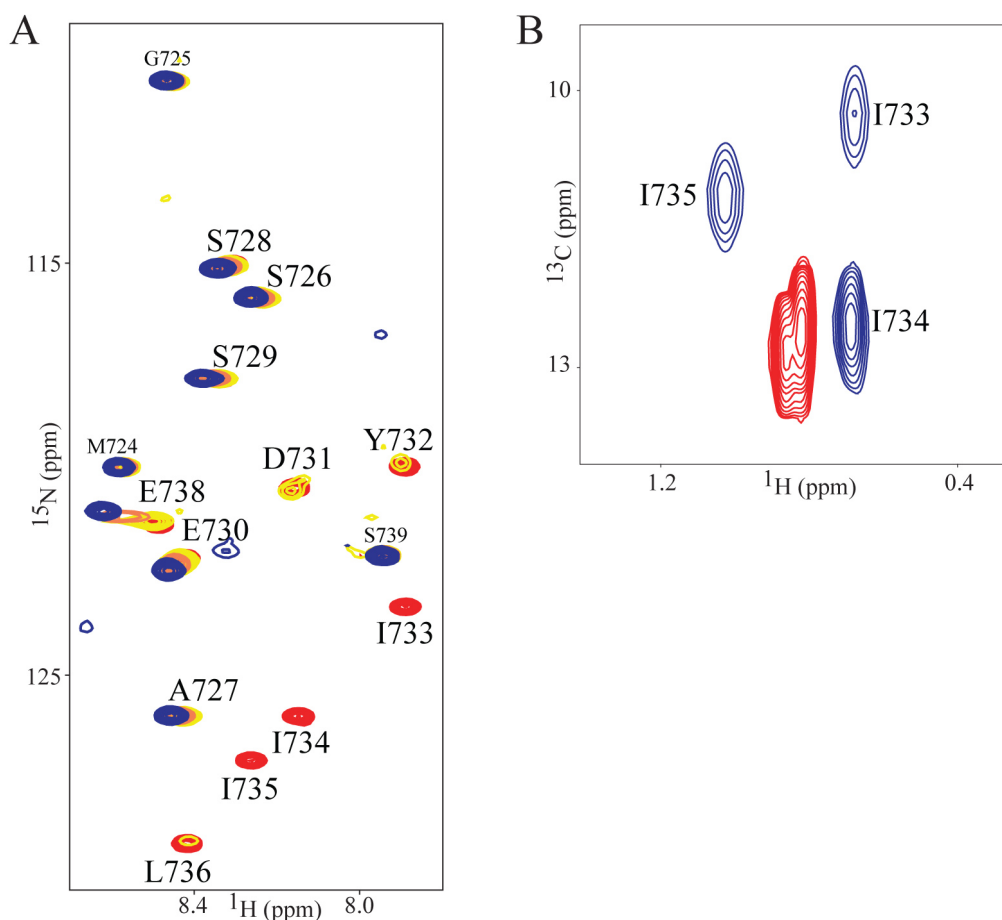 A
G725
S728
S726
S729
M724
E738
E730
D731
Y732
S739
I733
A727
I734
I735
L736
115
125
15N (ppm)
8.4
1H (ppm)
8.0
B
I733
I735
I734
10
13
13C (ppm)
1.2
1H (ppm)
0.4